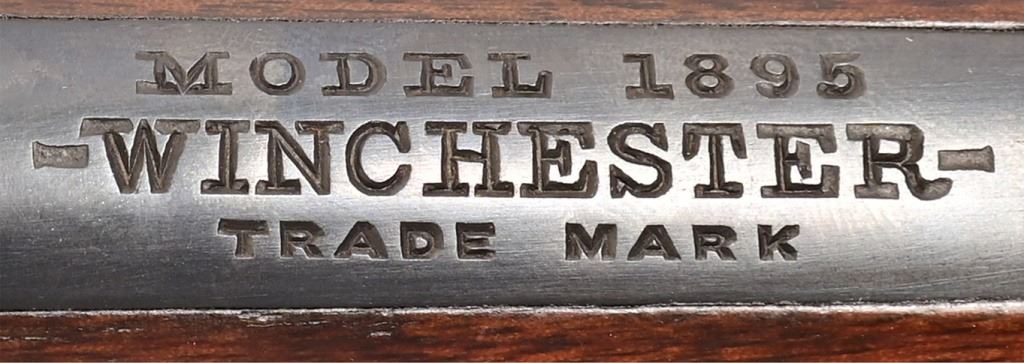 MODEL 1895
-WINCHESTER-
TRADE MARK